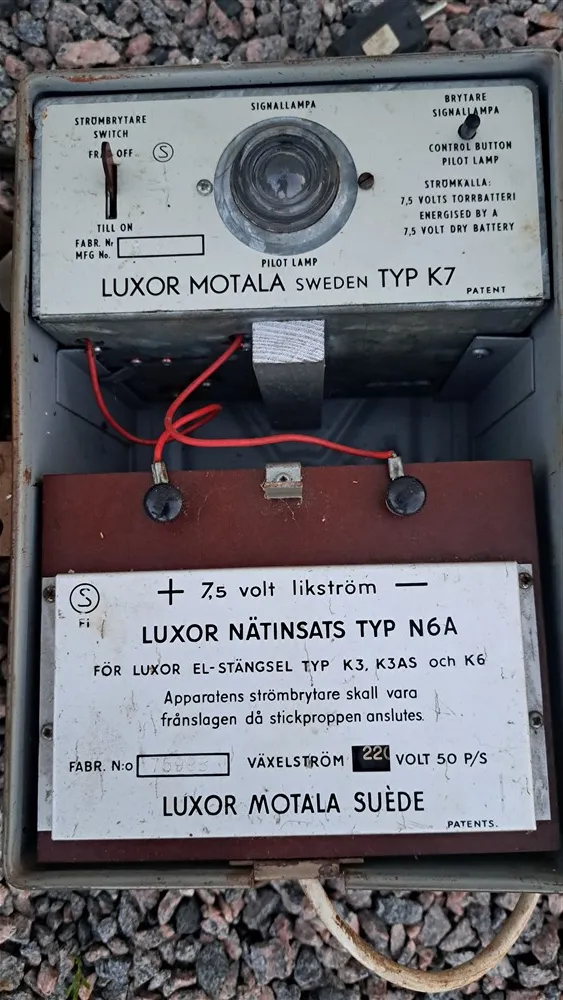 STRÖMBRYTARE
SWITCH
FRÅN OFF
S
TILL ON
FABR. Nr
MFG No.
SIGNALLAMPA
PILOT LAMP
BRYTARE
SIGNALLAMPA
CONTROL BUTTON
PILOT LAMP
STRÖMKÄLLA:
7,5 VOLTS TORRBATTERI
ENERGISED BY A
7,5 VOLT DRY BATTERY
LUXOR MOTALA SWEDEN TYP K7
PATENT
S
+ 7,5 volt likström —
LUXOR NÄTINSATS TYP N6A
FÖR LUXOR EL-STÄNGSEL TYP K3, K3AS och K6
Apparatens strömbrytare skall vara
frånslagen då stickproppen anslutes.
FABR. N:o VÄXELSTRÖM 220 VOLT 50 P/S
LUXOR MOTALA SUÈDE
PATENTS.